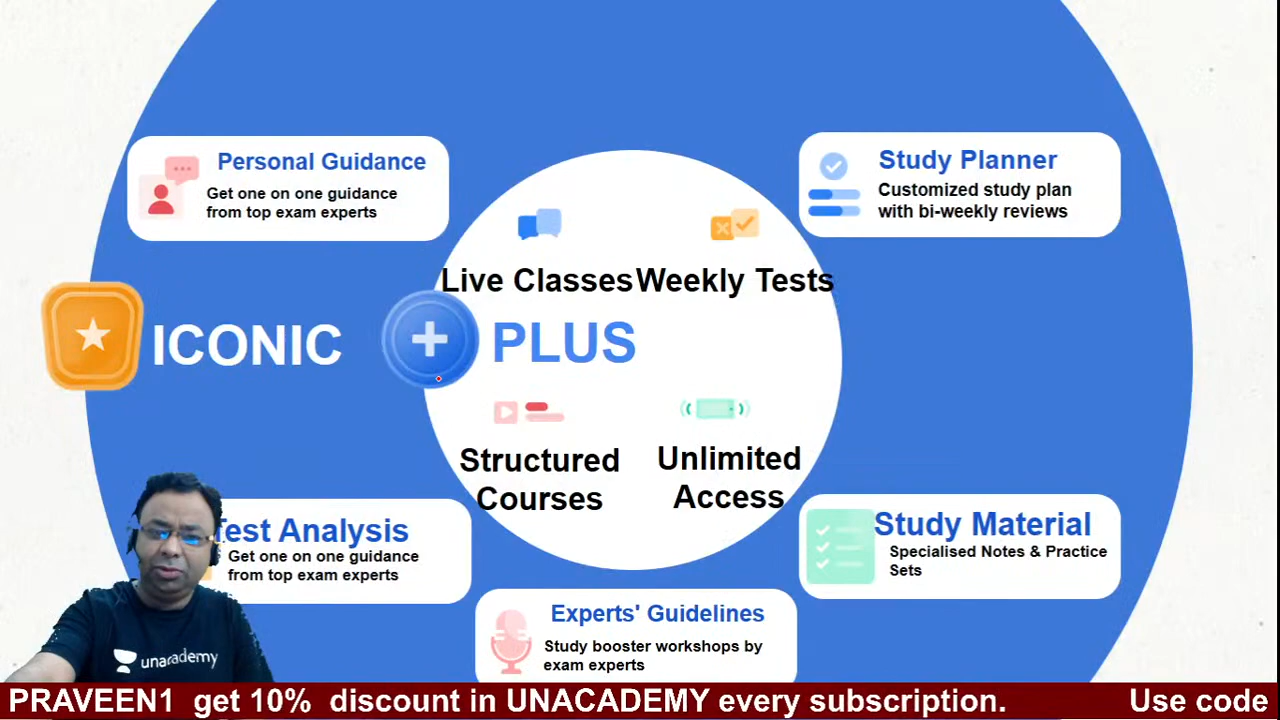 Personal Guidance
Get one on one guidance
from top exam experts
Study Planner
Customized study plan
with bi-weekly reviews
Live Classes
Weekly Tests
ICONIC
PLUS
Structured
Courses
Unlimited
Access
Test Analysis
Get one on one guidance
from top exam experts
Study Material
Specialised Notes & Practice
Sets
Experts' Guidelines
Study booster workshops by
exam experts
unacademy
PRAVEEN1 get 10% discount in UNACADEMY every subscription. Use code